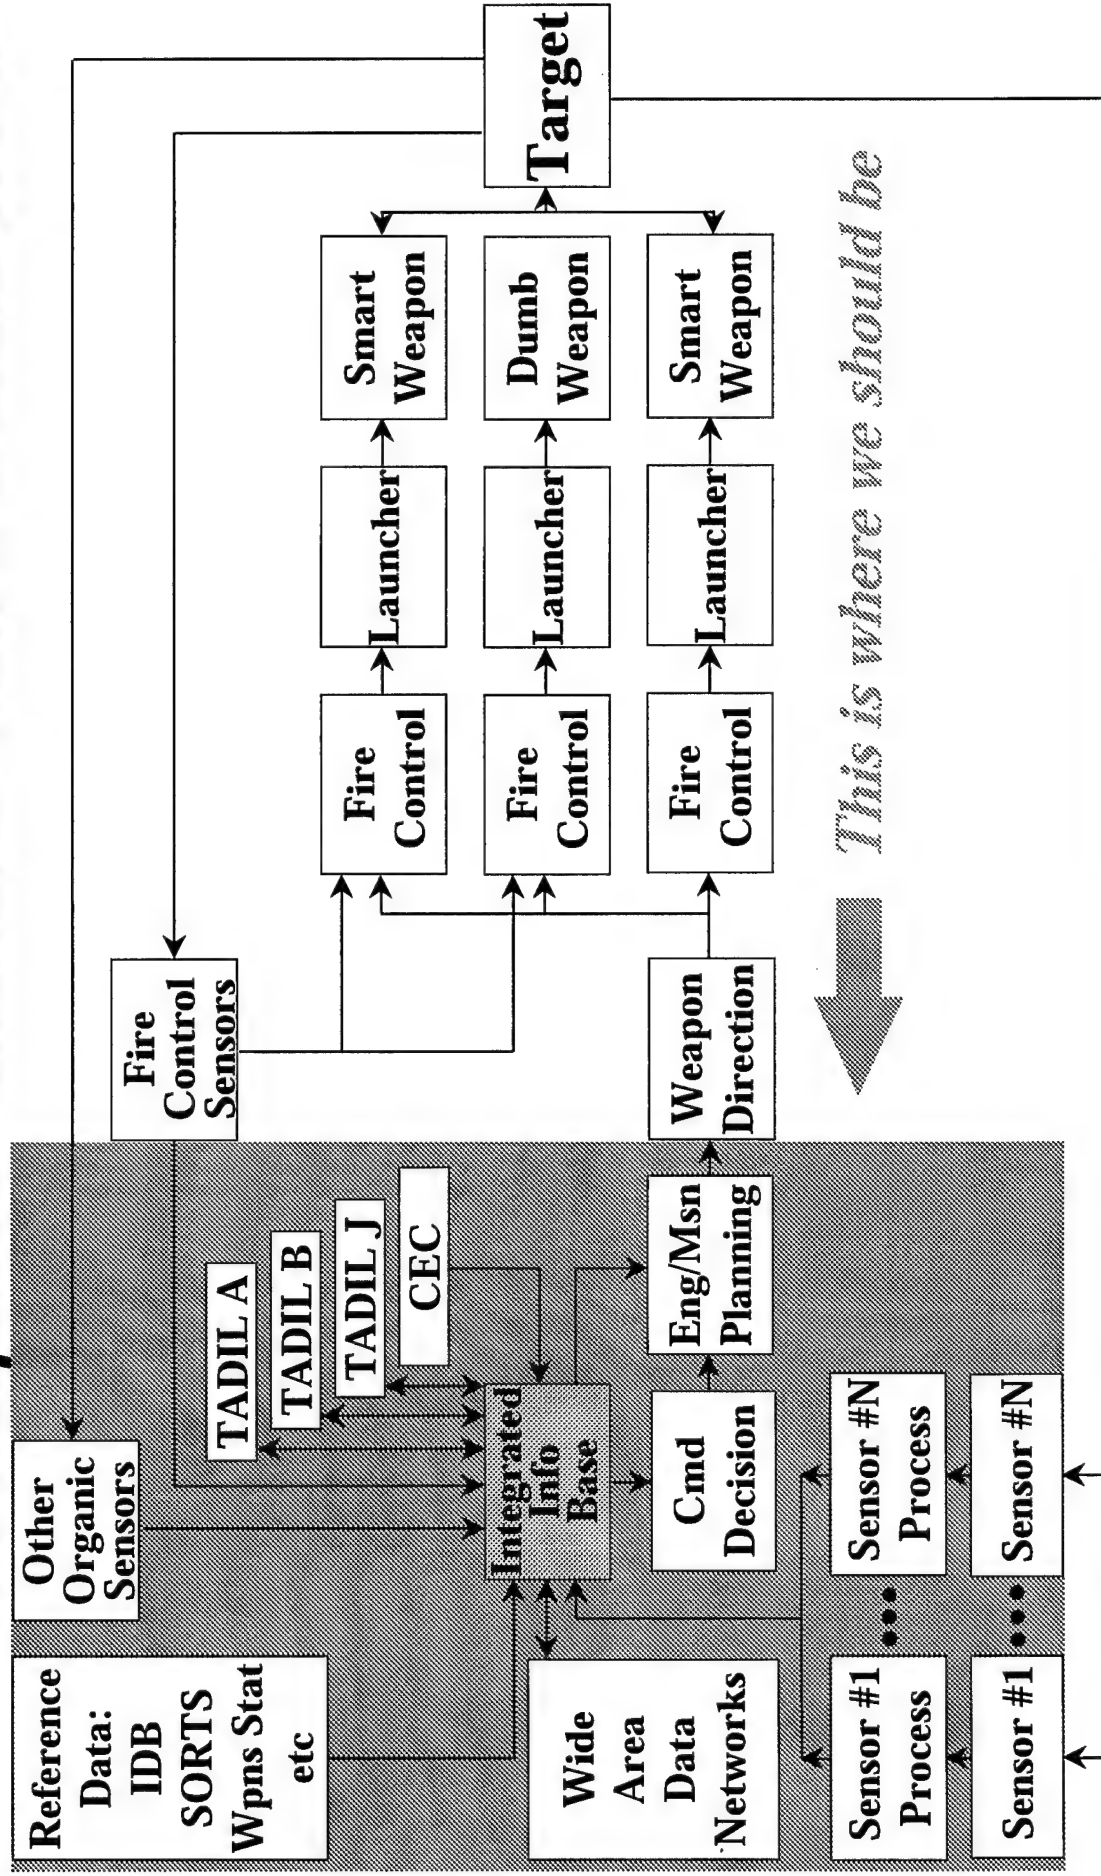 Reference
Data:
IDB
SORTS
Wpns Stat
etc
Other
Organic
Sensors
Fire
Control
Sensors
TADIL A
TADIL B
TADIL J
CEC
Integrated
Info
Base
Wide
Area
Data
Networks
Cmd
Decision
Eng/Msn
Planning
Weapon
Direction
Fire
Control
Launcher
Smart
Weapon
Fire
Control
Launcher
Dumb
Weapon
Fire
Control
Launcher
Smart
Weapon
Target
Sensor #1
Process
Sensor #N
Process
Sensor #1
Sensor #N
This is where we should be